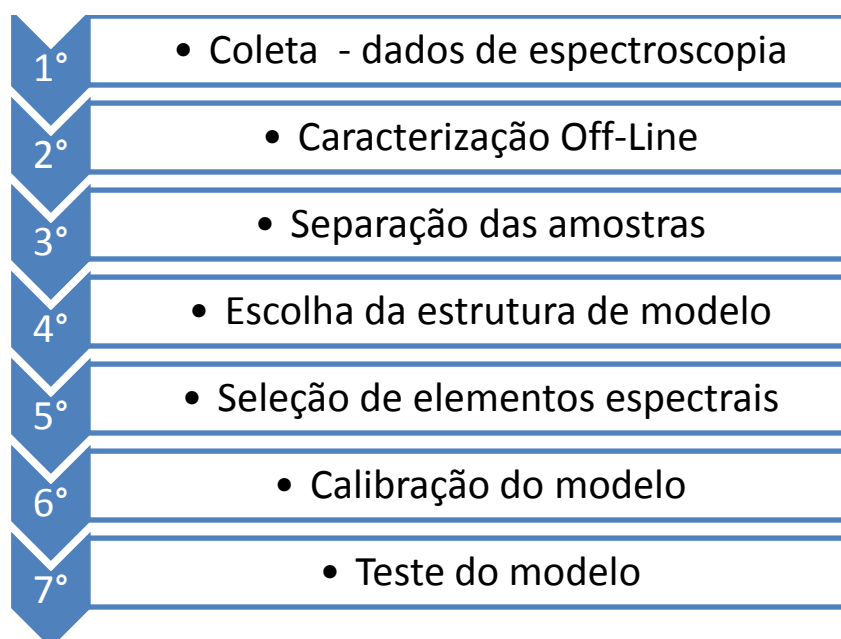 1° • Coleta - dados de espectroscopia
2° • Caracterização Off-Line
3° • Separação das amostras
4° • Escolha da estrutura de modelo
5° • Seleção de elementos espectrais
6° • Calibração do modelo
7° • Teste do modelo